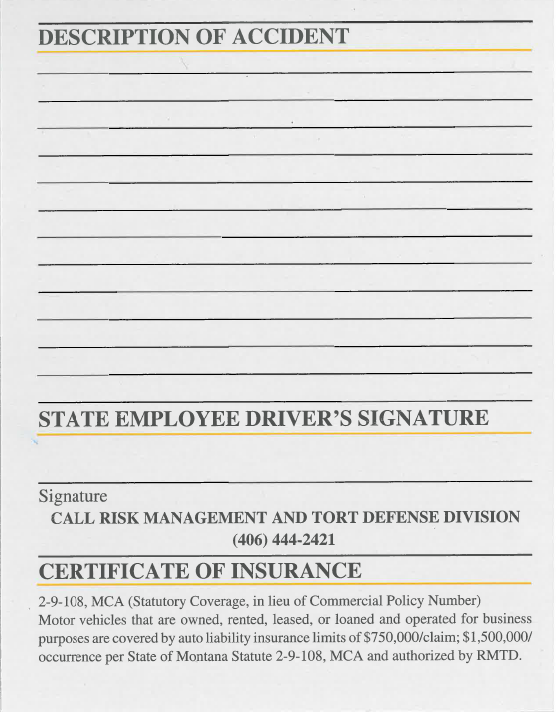 DESCRIPTION OF ACCIDENT
STATE EMPLOYEE DRIVER'S SIGNATURE
Signature
CALL RISK MANAGEMENT AND TORT DEFENSE DIVISION
(406) 444-2421
CERTIFICATE OF INSURANCE
2-9-108, MCA (Statutory Coverage, in lieu of Commercial Policy Number)
Motor vehicles that are owned, rented, leased, or loaned and operated for business
purposes are covered by auto liability insurance limits of $750,000/claim; $1,500,000/
occurrence per State of Montana Statute 2-9-108, MCA and authorized by RMTD.